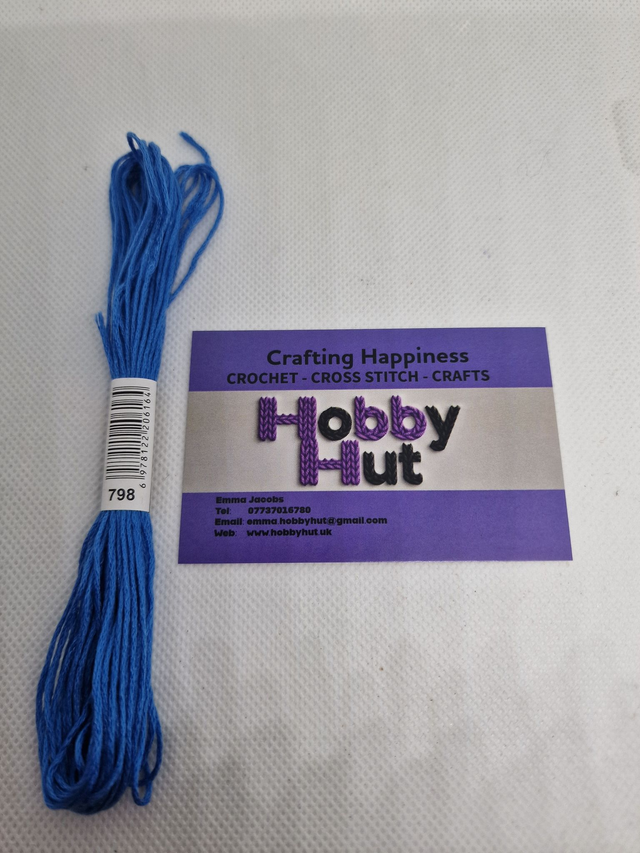 6 978122 206164
798
Crafting Happiness
CROCHET - CROSS STITCH - CRAFTS
Hobby
Hut
Emma Jacobs
Tel: 07737016780
Email: emma.hobbyhut@gmail.com
Web: www.hobbyhut.uk